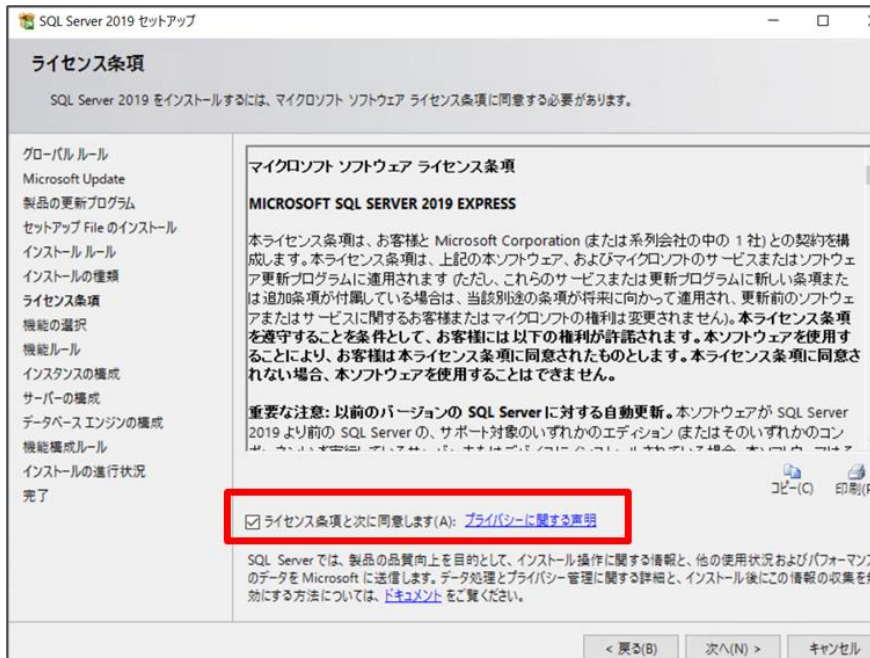 SQL Server 2019 セットアップ
ライセンス条項
SQL Server 2019 をインストールするには、マイクロソフト ソフトウェア ライセンス条項に同意する必要があります。
グローバル ルール
Microsoft Update
製品の更新プログラム
セットアップ File のインストール
インストール ルール
インストールの種類
ライセンス条項
機能の選択
機能ルール
インスタンスの構成
サーバーの構成
データベース エンジンの構成
機能構成ルール
インストールの進行状況
完了
マイクロソフト ソフトウェア ライセンス条項
MICROSOFT SQL SERVER 2019 EXPRESS
本ライセンス条項は、お客様と Microsoft Corporation (または系列会社の中の 1 社) との契約を構
成します。本ライセンス条項は、上記の本ソフトウェア、およびマイクロソフトのサービスまたはソフトウェ
ア更新プログラムに適用されます (ただし、これらのサービスまたは更新プログラムに新しい条項また
は追加条項が付属している場合は、当該別途の条項が将来に向かって適用され、更新前のソフトウェ
アまたはサービスに関するお客様またはマイクロソフトの権利は変更されません)。本ライセンス条項
を遵守することを条件として、お客様には以下の権利が許諾されます。本ソフトウェアを使用す
ることにより、お客様は本ライセンス条項に同意されたものとします。本ライセンス条項に同意さ
れない場合、本ソフトウェアを使用することはできません。
重要な注意: 以前のバージョンの SQL Server に対する自動更新。本ソフトウェアが SQL Server
2019 より前の SQL Server の、サポート対象のいずれかのエディション (またはそのいずれかのコン
コピー(C) 印刷(P
ライセンス条項と次に同意します(A): プライバシーに関する声明
SQL Server では、製品の品質向上を目的として、インストール操作に関する情報と、他の使用状況およびパフォーマンス
のデータを Microsoft に送信します。データ処理とプライバシー管理に関する詳細と、インストール後にこの情報の収集を無
効にする方法については、ドキュメント をご覧ください。
< 戻る(B) 次へ(N) > キャンセル